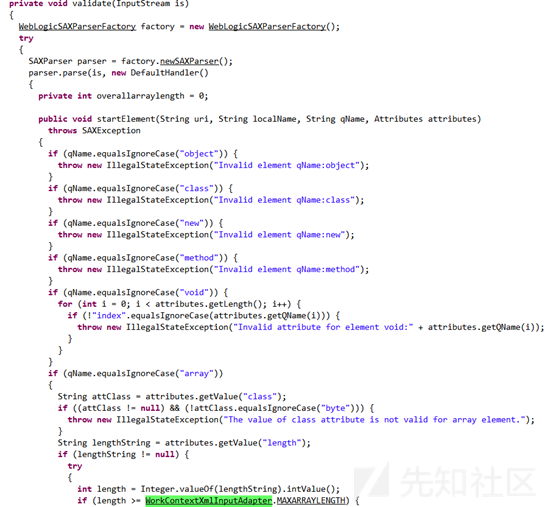 private void validate(InputStream is)
{
WebLogicSAXParserFactory factory = new WebLogicSAXParserFactory();
try
{
SAXParser parser = factory.newSAXParser();
parser.parse(is, new DefaultHandler()
{
private int overallarraylength = 0;
public void startElement(String uri, String localName, String qName, Attributes attributes)
throws SAXException
{
if (qName.equalsIgnoreCase("object")) {
throw new IllegalStateException("Invalid element qName:object");
}
if (qName.equalsIgnoreCase("class")) {
throw new IllegalStateException("Invalid element qName:class");
}
if (qName.equalsIgnoreCase("new")) {
throw new IllegalStateException("Invalid element qName:new");
}
if (qName.equalsIgnoreCase("method")) {
throw new IllegalStateException("Invalid element qName:method");
}
if (qName.equalsIgnoreCase("void")) {
for (int i = 0; i < attributes.getLength(); i++) {
if (!"index".equalsIgnoreCase(attributes.getQName(i))) {
throw new IllegalStateException("Invalid attribute for element void:" + attributes.getQName(i));
}
}
}
if (qName.equalsIgnoreCase("array"))
{
String attClass = attributes.getValue("class");
if ((attClass != null) && (!attClass.equalsIgnoreCase("byte"))) {
throw new IllegalStateException("The value of class attribute is not valid for array element.");
}
String lengthString = attributes.getValue("length");
if (lengthString != null) {
try
{
int length = Integer.valueOf(lengthString).intValue();
if (length >= WorkContextXmlInputAdapter.MAXARRAYLENGTH) {
先知社区